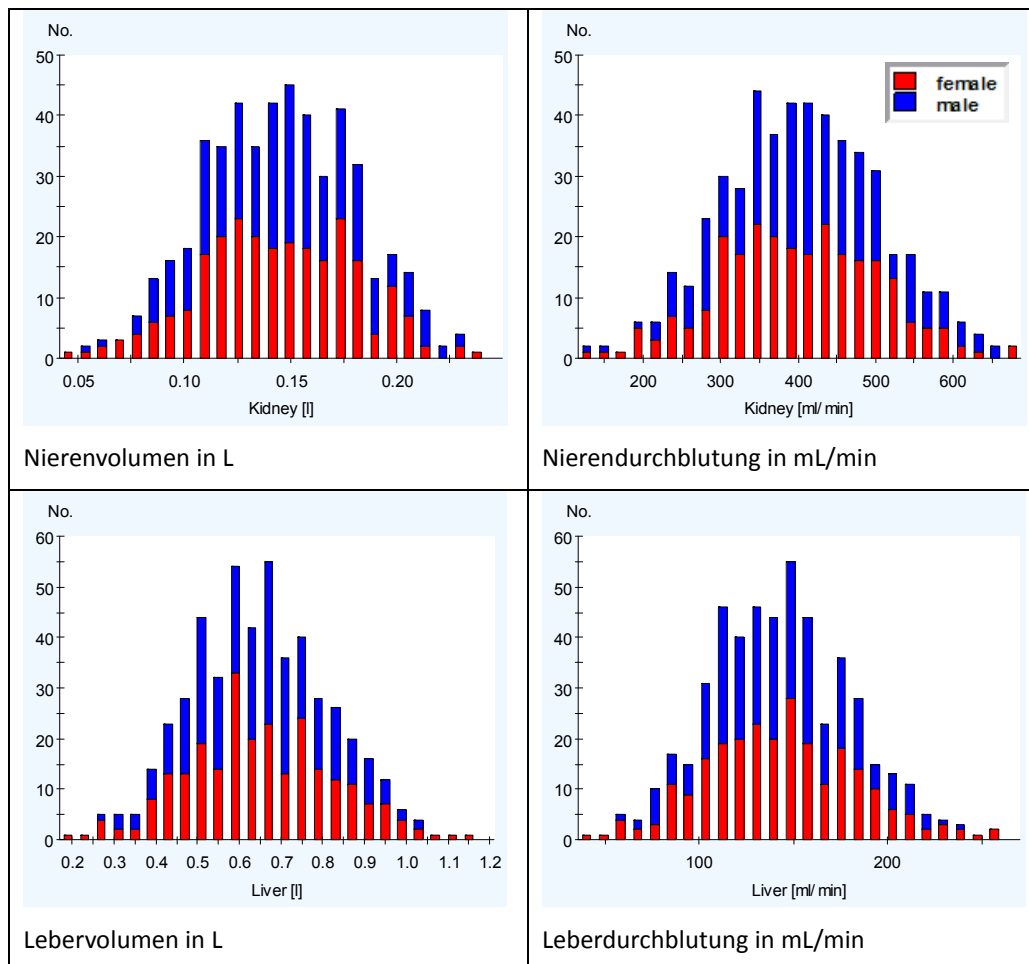 No.
50
40
30
20
10
0
0.05 0.10 0.15 0.20
Kidney [l]
Nierenvolumen in L
No.
50
40
30
20
10
0
female
male
200 300 400 500 600
Kidney [ml/ min]
Nierendurchblutung in mL/min
No.
60
50
40
30
20
10
0
0.2 0.3 0.4 0.5 0.6 0.7 0.8 0.9 1.0 1.1 1.2
Liver [l]
Lebervolumen in L
No.
60
50
40
30
20
10
0
100 200
Liver [ml/ min]
Leberdurchblutung in mL/min